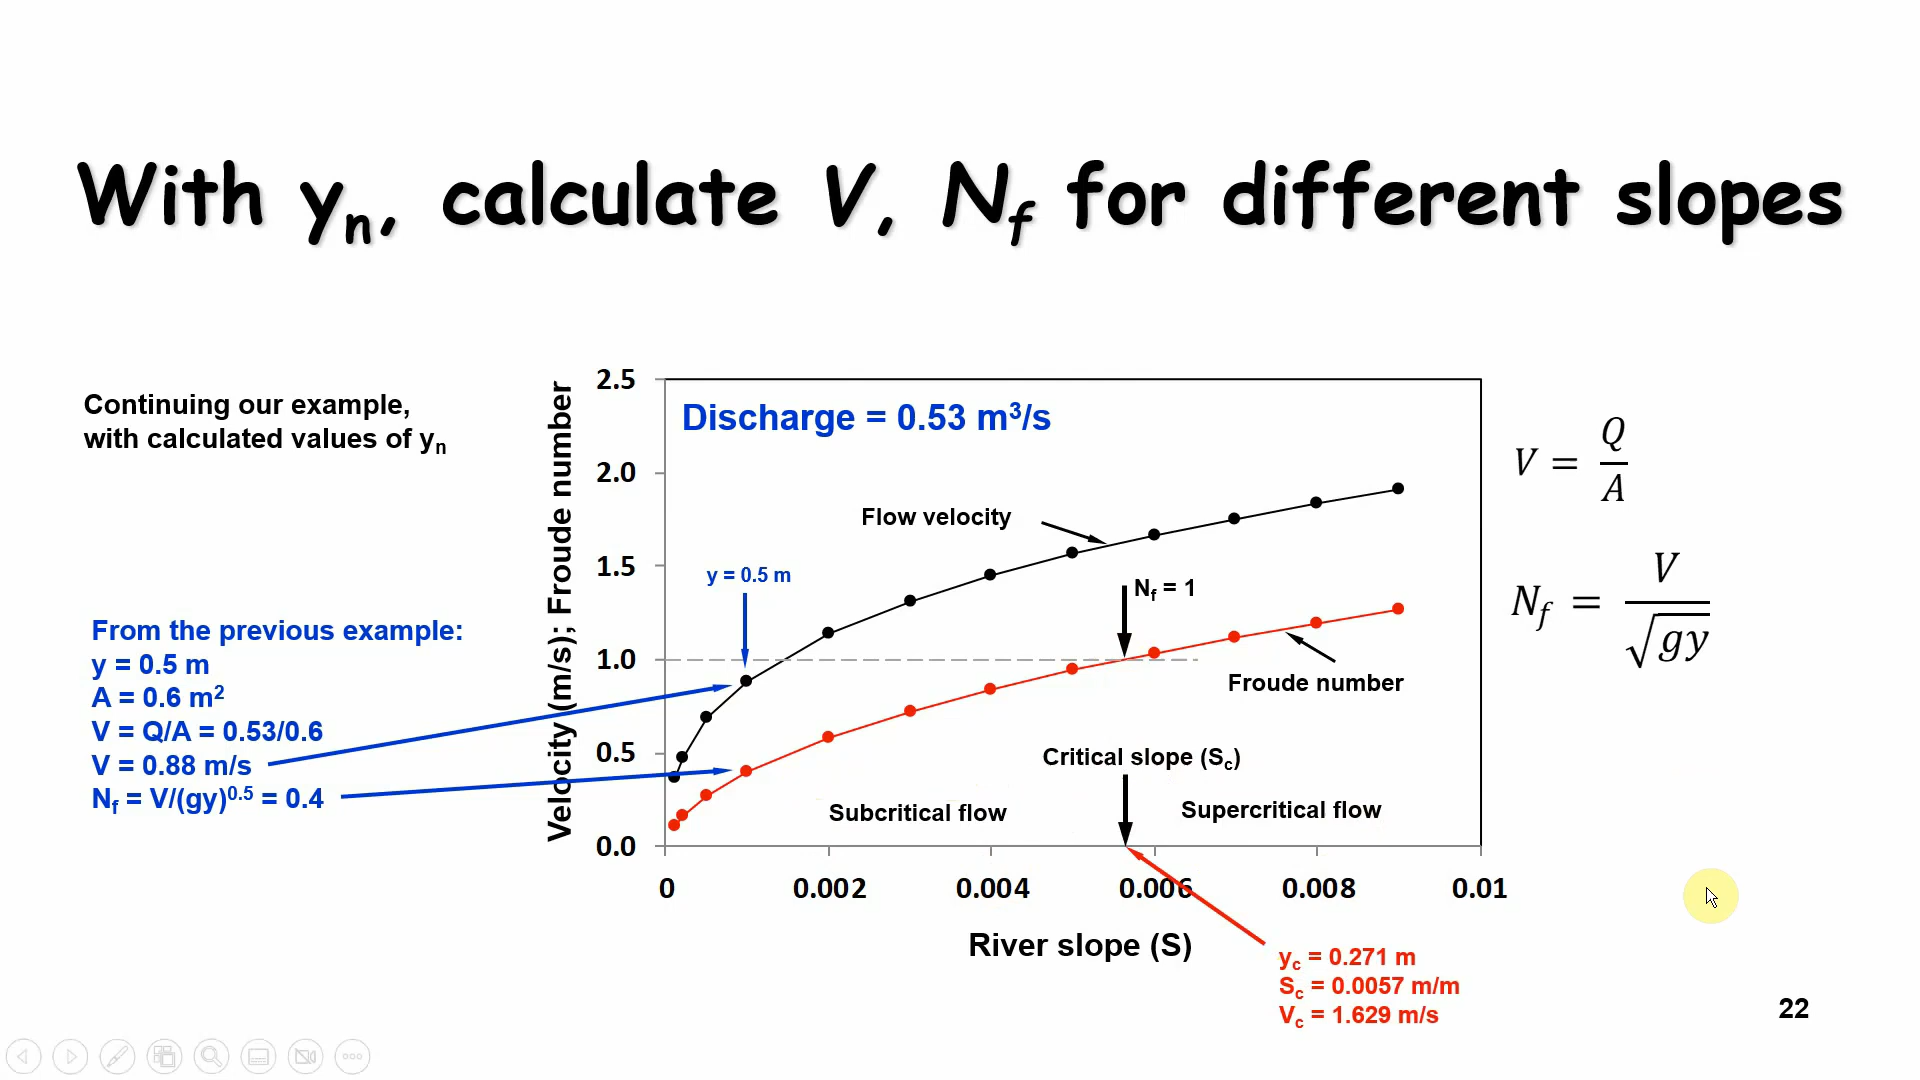 With yn, calculate V, Nf for different slopes
Continuing our example,
with calculated values of yn
From the previous example:
y = 0.5 m
A = 0.6 m²
V = Q/A = 0.53/0.6
V = 0.88 m/s
Nf = V/(gy)^0.5 = 0.4
Velocity (m/s); Froude number
2.5
2.0
1.5
1.0
0.5
0.0
Discharge = 0.53 m³/s
Flow velocity
y = 0.5 m
Nf = 1
Froude number
Critical slope (Sc)
Subcritical flow
Supercritical flow
0 0.002 0.004 0.006 0.008 0.01
River slope (S)
yc = 0.271 m
Sc = 0.0057 m/m
Vc = 1.629 m/s
V = Q/A
Nf = V/√gy
22